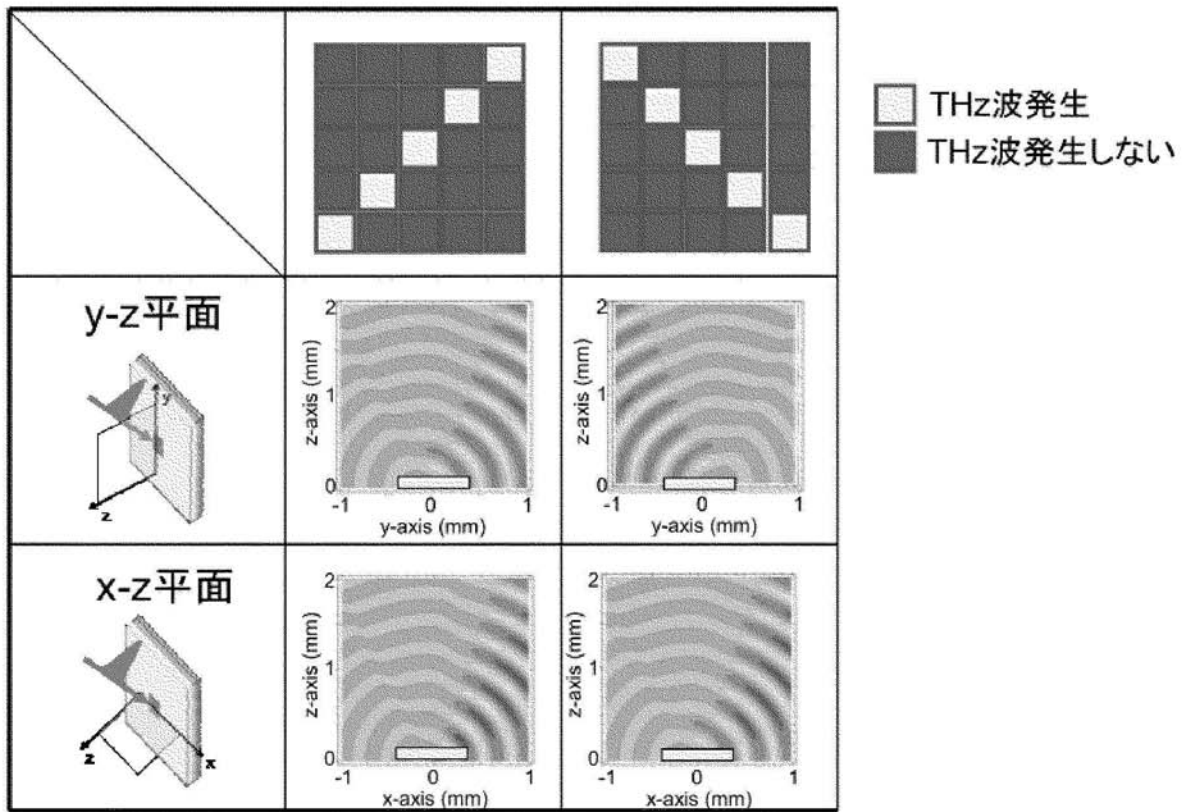 THz波発生
THz波発生しない
y-z平面
y
z
2
1
0
z-axis (mm)
-1 0 1
y-axis (mm)
2
1
0
z-axis (mm)
-1 0 1
y-axis (mm)
x-z平面
z
x
2
1
0
z-axis (mm)
-1 0 1
x-axis (mm)
2
1
0
z-axis (mm)
-1 0 1
x-axis (mm)